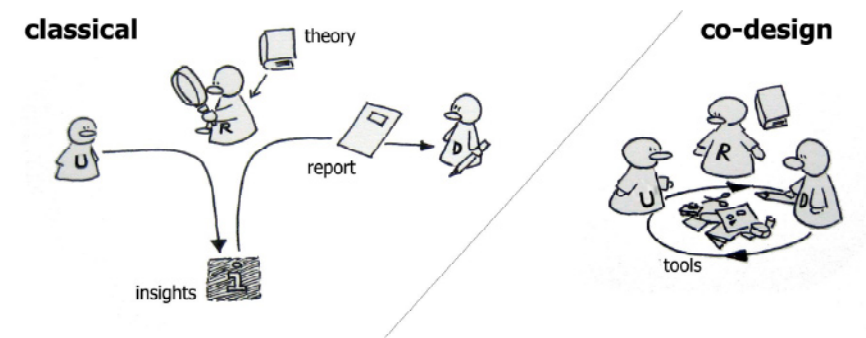 classical
co-design
theory
U
R
report
D
insights
i
R
U
D
tools